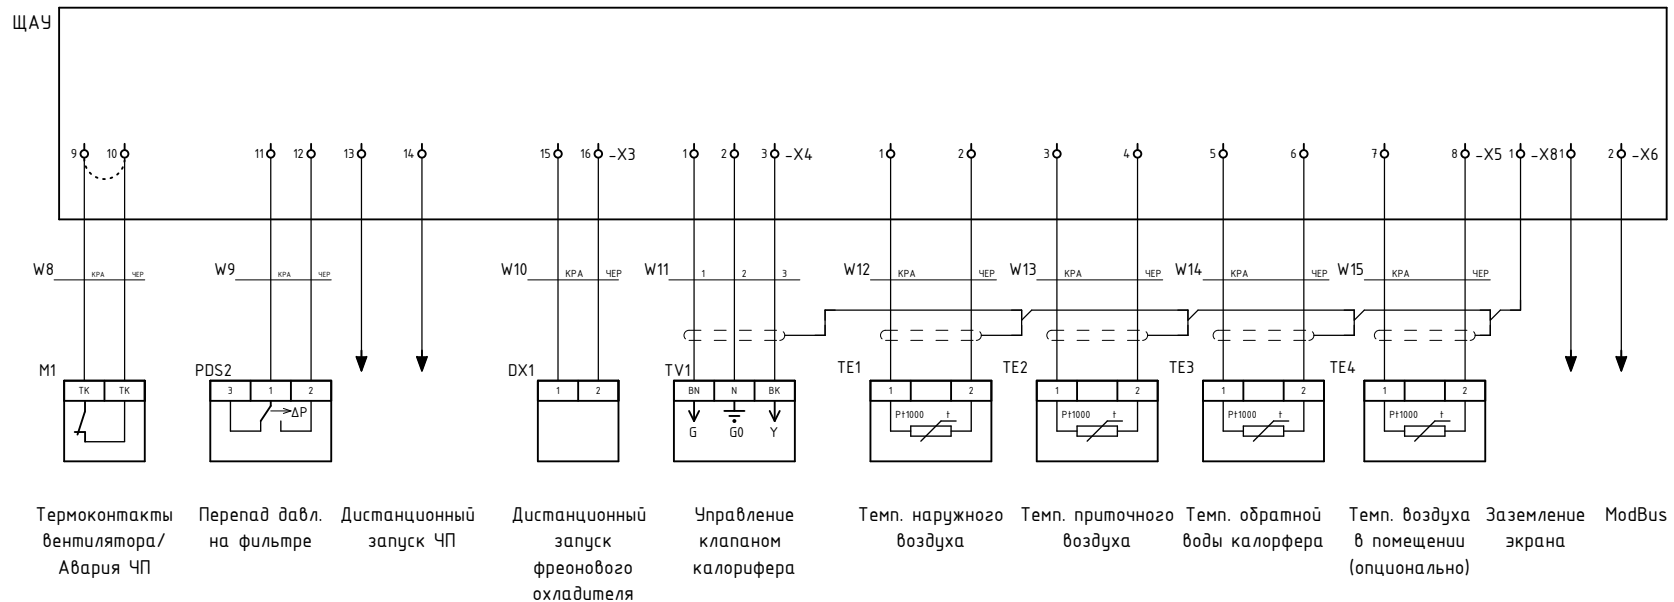 ЩАУ
9 10 11 12 13 14 15 16 -X3 1 2 3 -X4 1 2 3 4 5 6 7 8 -X5 1 -X8 1 2 -X6
W8 КРА ЧЕР W9 КРА ЧЕР W10 КРА ЧЕР W11 1 2 3 W12 КРА ЧЕР W13 КРА ЧЕР W14 КРА ЧЕР W15 КРА ЧЕР
M1 PDS2 DX1 TV1 TE1 TE2 TE3 TE4
TK TK 3 1 2 1 2 BN N BK 1 2 1 2 1 2 1 2
ΔP G G0 Y Pt1000 t Pt1000 t Pt1000 t Pt1000 t
Термоконтакты
вентилятора/
Авария ЧП
Перепад давл.
на фильтре
Дистанционный
запуск ЧП
Дистанционный
запуск
фреонового
охладителя
Управление
клапаном
калорифера
Темп. наружного
воздуха
Темп. приточного
воздуха
Темп. обратной
воды калорфера
Темп. воздуха
в помещении
(опционально)
Заземление
экрана
ModBus